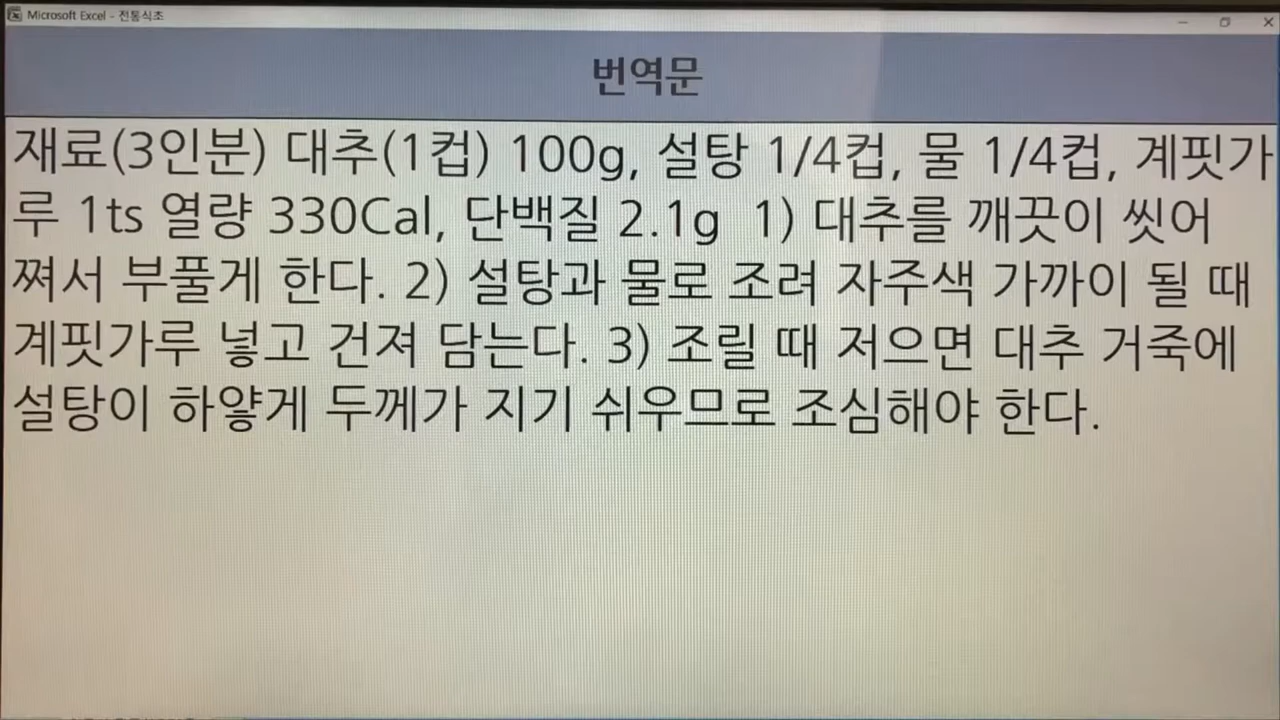 Microsoft Excel - 전통식초
번역문
재료(3인분) 대추(1컵) 100g, 설탕 1/4컵, 물 1/4컵, 계핏가
루 1ts 열량 330Cal, 단백질 2.1g 1) 대추를 깨끗이 씻어
쪄서 부풀게 한다. 2) 설탕과 물로 조려 자주색 가까이 될 때
계핏가루 넣고 건져 담는다. 3) 조릴 때 저으면 대추 거죽에
설탕이 하얗게 두께가 지기 쉬우므로 조심해야 한다.